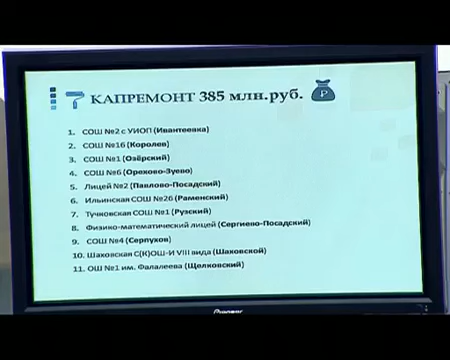 КАПРЕМОНТ 385 млн.руб.
1. СОШ №2 с УИОП (Ивантеевка)
2. СОШ №16 (Королев)
3. СОШ №1 (Озёрский)
4. СОШ №6 (Орехово-Зуево)
5. Лицей №2 (Павлово-Посадский)
6. Ильинская СОШ №26 (Раменский)
7. Тучковская СОШ №1 (Рузский)
8. Физико-математический лицей (Сергиево-Посадский)
9. СОШ №4 (Серпухов)
10. Шаховская С(К)ОШ-И VIII вида (Шаховской)
11. ОШ №1 им. Фалалеева (Щелковский)
Pioneer